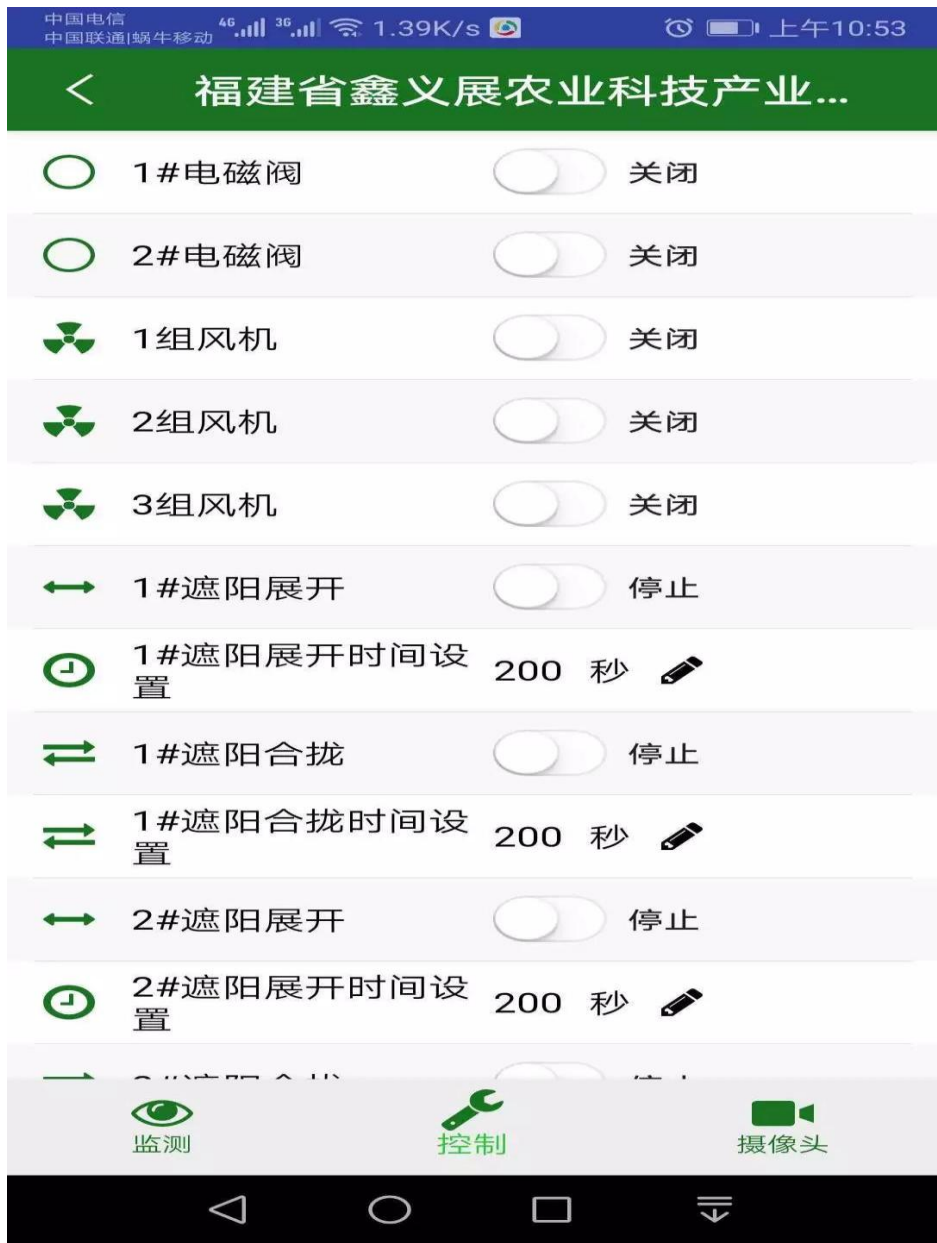 中国电信
中国联通|蜗牛移动 4G 3G 1.39K/s 上午10:53
福建省鑫义展农业科技产业...
1#电磁阀 关闭
2#电磁阀 关闭
1组风机 关闭
2组风机 关闭
3组风机 关闭
1#遮阳展开 停止
1#遮阳展开时间设
置
200 秒
1#遮阳合拢 停止
1#遮阳合拢时间设
置
200 秒
2#遮阳展开 停止
2#遮阳展开时间设
置
200 秒
监测 控制 摄像头